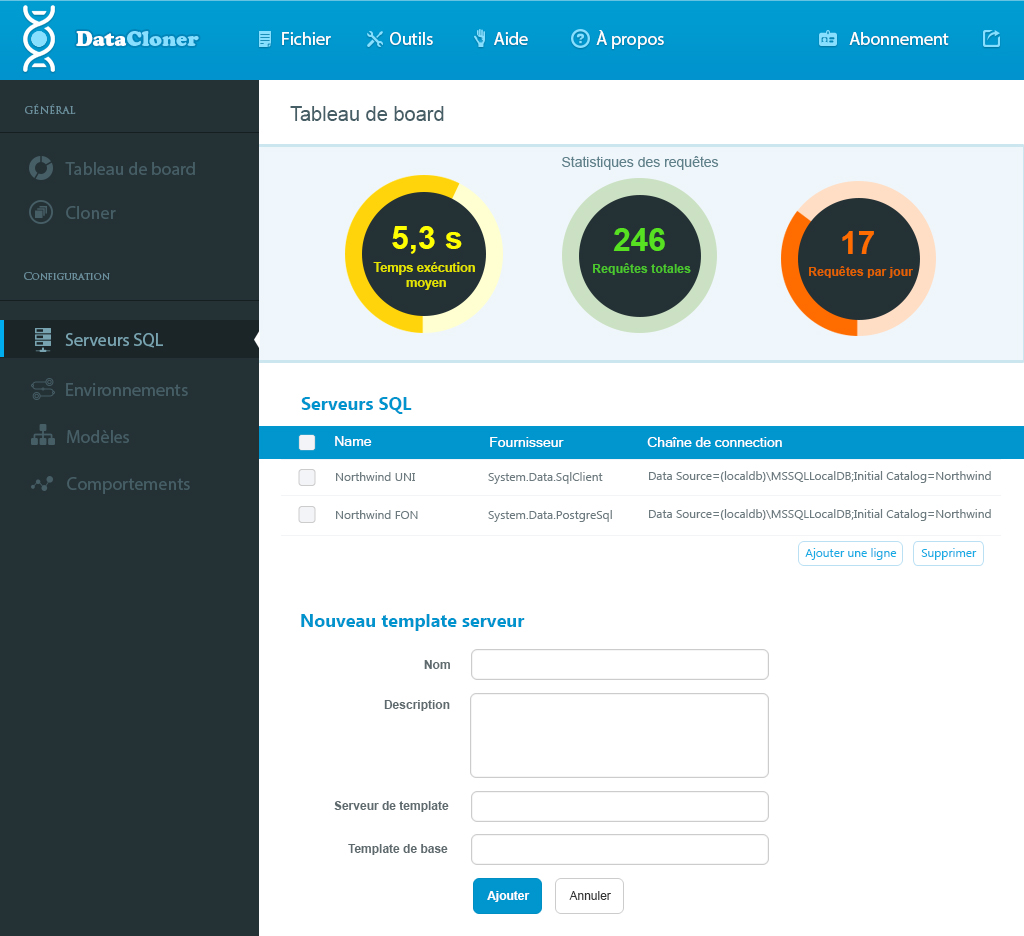 DataCloner
Fichier
Outils
Aide
À propos
Abonnement
GÉNÉRAL
Tableau de board
Cloner
CONFIGURATION
Serveurs SQL
Environnements
Modèles
Comportements
Tableau de board
Statistiques des requêtes
5,3 s
Temps exécution
moyen
246
Requêtes totales
17
Requêtes par jour
Serveurs SQL
Name Fournisseur Chaîne de connection
Northwind UNI System.Data.SqlClient Data Source=(localdb)\MSSQLLocalDB;Initial Catalog=Northwind
Northwind FON System.Data.PostgreSql Data Source=(localdb)\MSSQLLocalDB;Initial Catalog=Northwind
Ajouter une ligne Supprimer
Nouveau template serveur
Nom
Description
Serveur de template
Template de base
Ajouter Annuler